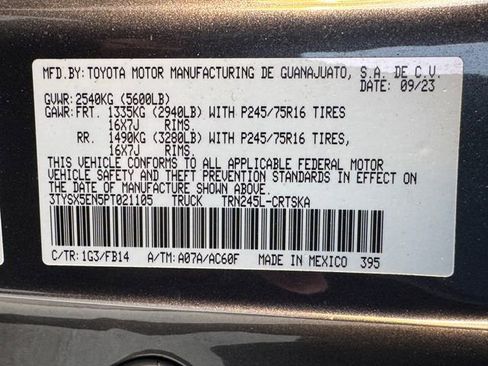 MFD.BY: TOYOTA MOTOR MANUFACTURING DE GUANAJUATO, S.A. DE C.V.
DATE: 09/23
GVWR: 2540KG (5600LB)
GAWR: FRT. 1335KG (2940LB) WITH P245/75R16 TIRES
16X7J RIMS.
RR. 1490KG (3280LB) WITH P245/75R16 TIRES,
16X7J RIMS.
THIS VEHICLE CONFORMS TO ALL APPLICABLE FEDERAL MOTOR
VEHICLE SAFETY AND THEFT PREVENTION STANDARDS IN EFFECT ON
THE DATE OF MANUFACTURE SHOWN ABOVE.
3TYSX5EN5PT021105 TRUCK TRN245L-CRTSKA
C/TR: 1G3/FB14 A/TM: A07A/AC60F MADE IN MEXICO 395